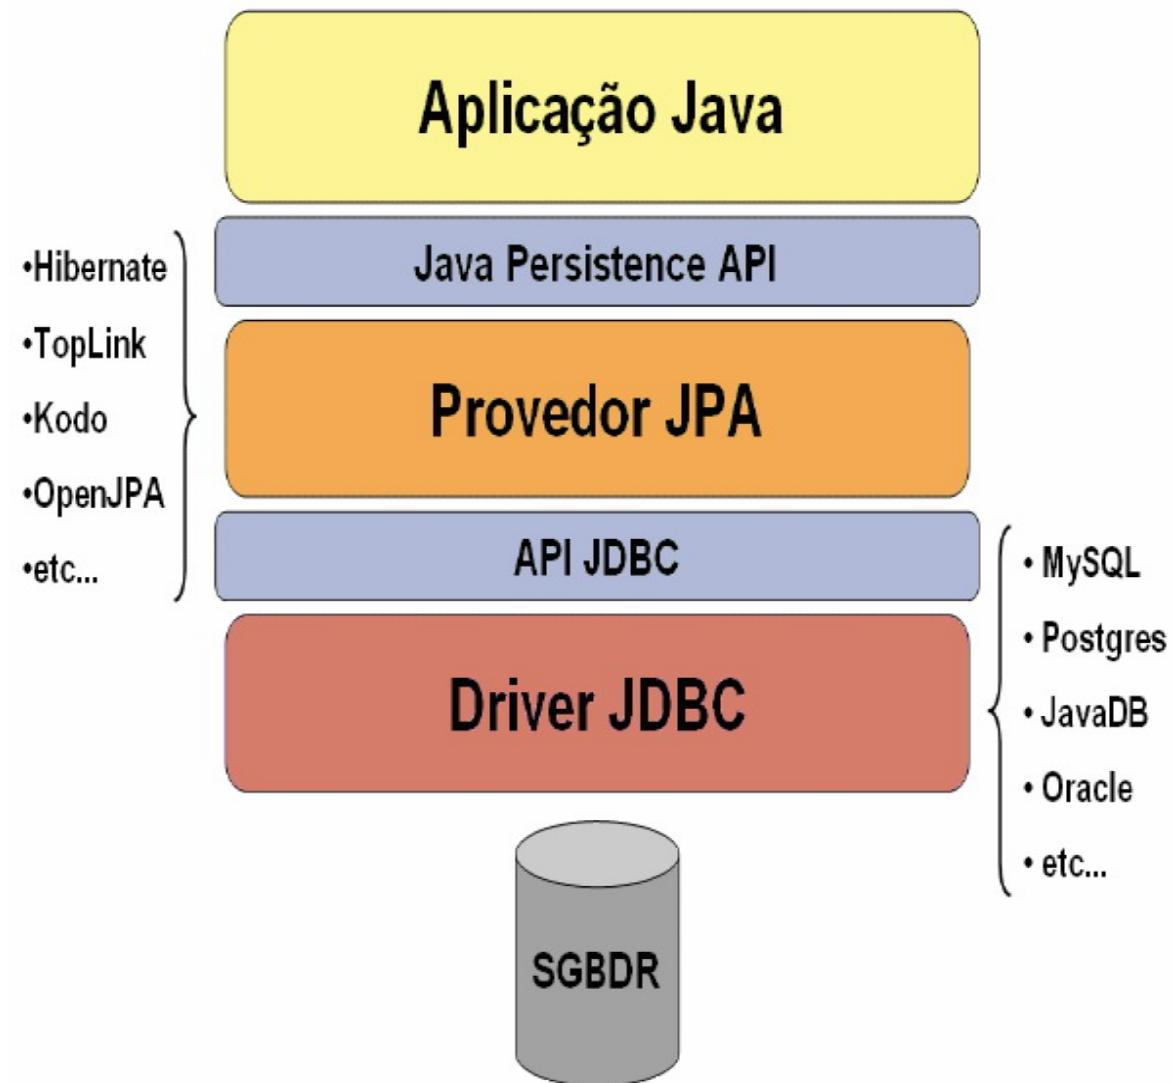 Aplicação Java
Java Persistence API
•Hibernate
•TopLink
•Kodo
•OpenJPA
•etc...
Provedor JPA
API JDBC
Driver JDBC
• MySQL
• Postgres
• JavaDB
• Oracle
• etc...
SGBDR